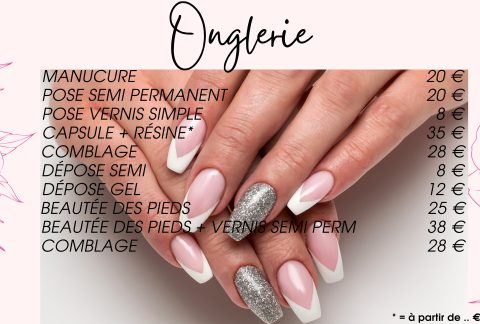 Onglerie
MANUCURE 20 €
POSE SEMI PERMANENT 20 €
POSE VERNIS SIMPLE 8 €
CAPSULE + RÉSINE* 35 €
COMBLAGE 28 €
DÉPOSE SEMI 8 €
DÉPOSE GEL 12 €
BEAUTÉE DES PIEDS 25 €
BEAUTÉE DES PIEDS + VERNIS SEMI PERM 38 €
COMBLAGE 28 €
* = à partir de .. €